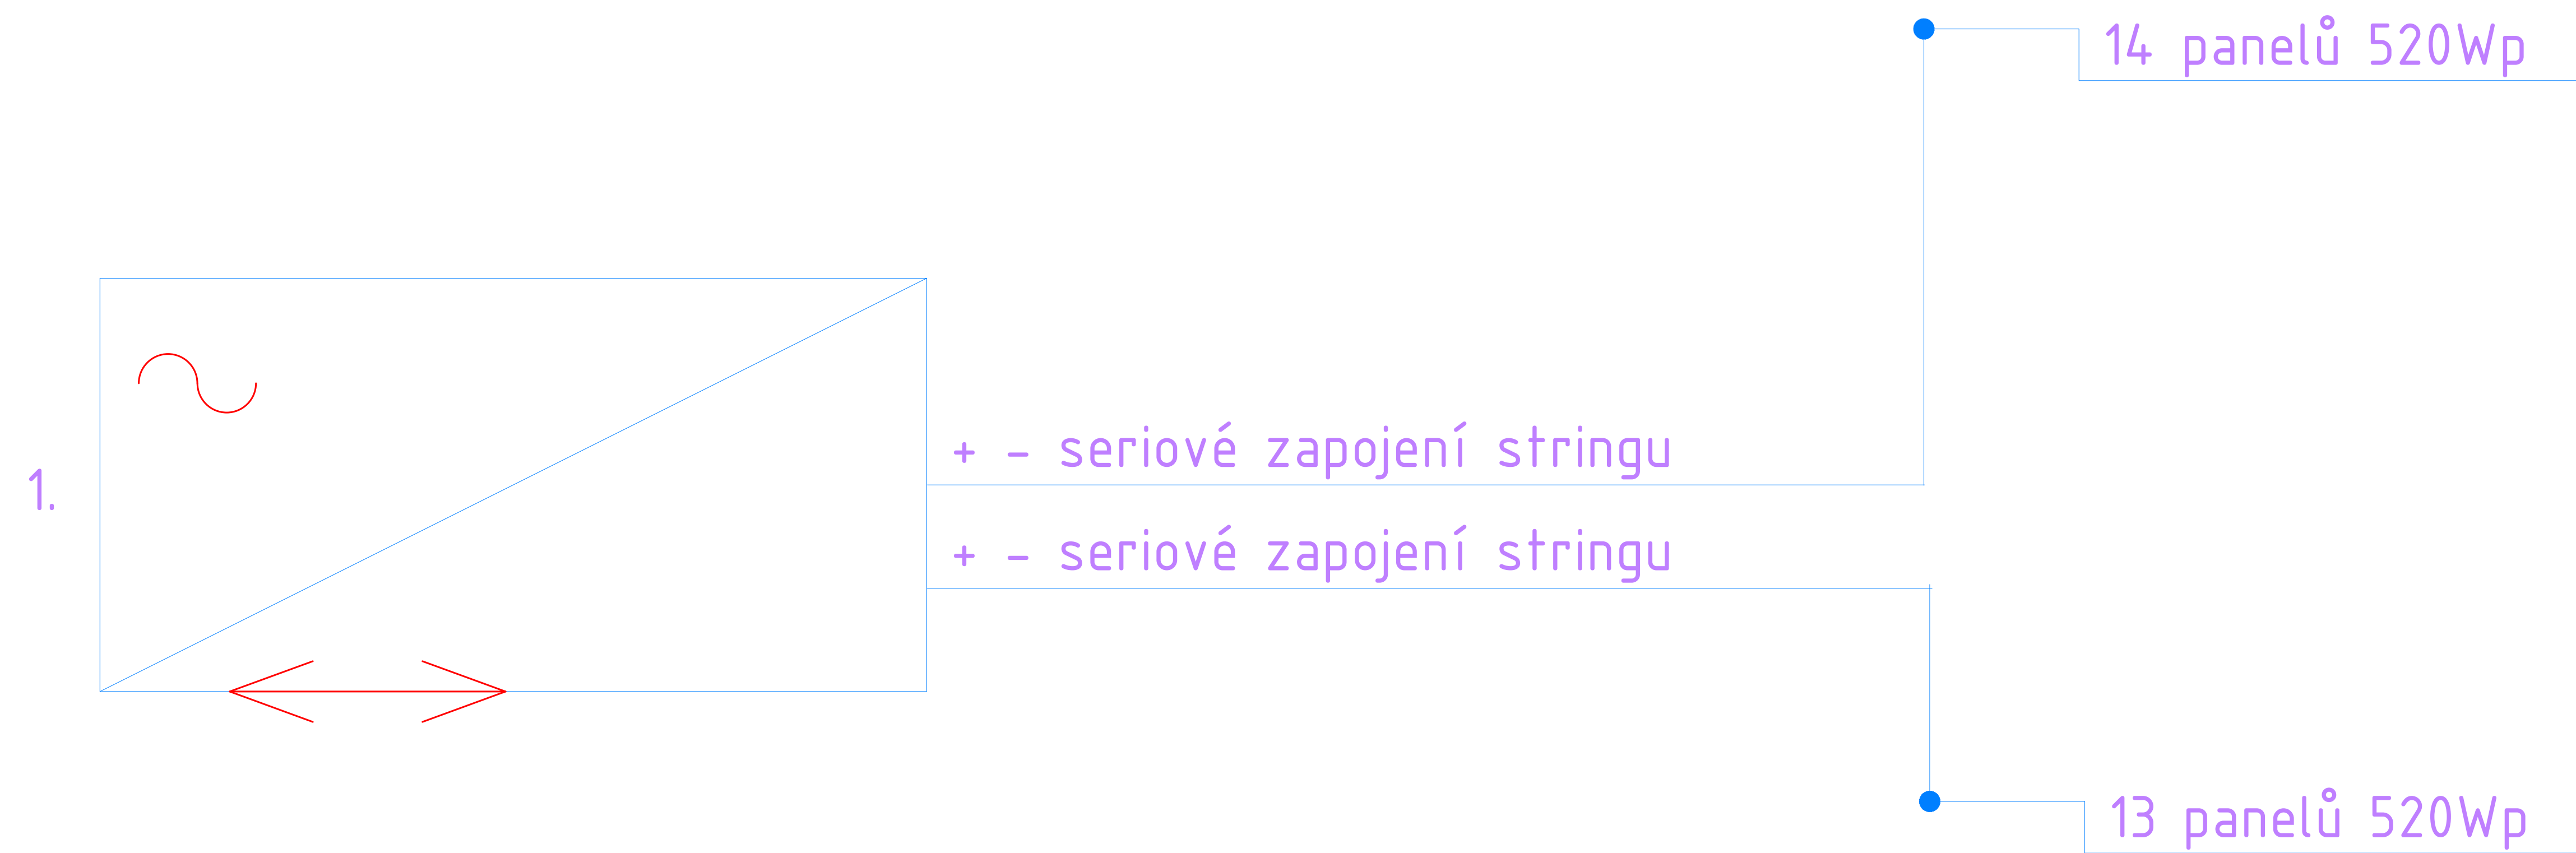 14 panelů 520Wp
+ - seriové zapojení stringu
1.
+ - seriové zapojení stringu
13 panelů 520Wp